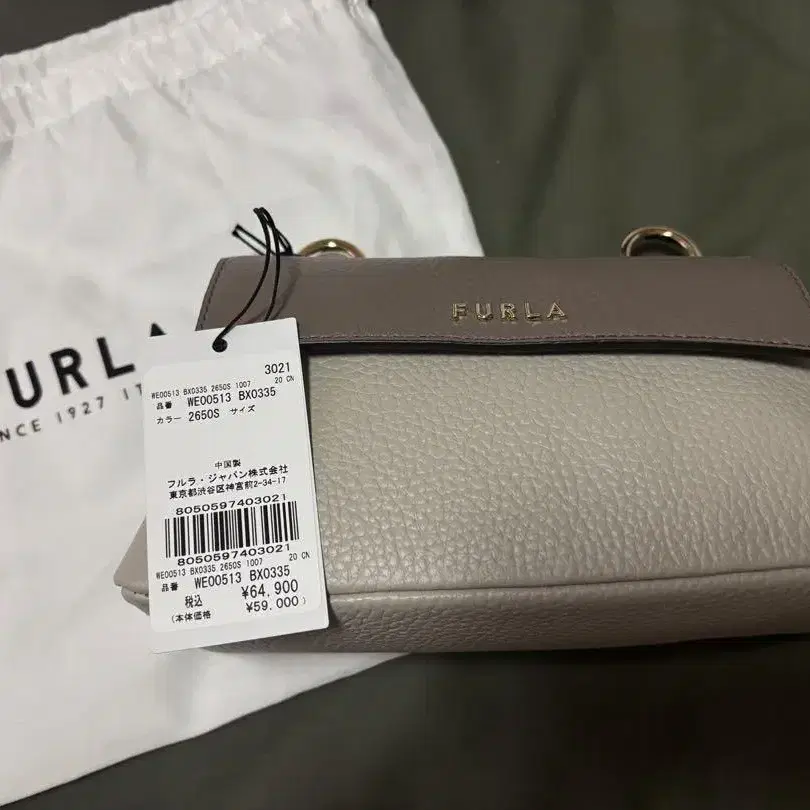 FURLA
URLA
NCE 1927 IT
3021
WE00513 BX0335 2650S 1007
20 CN
品番 WE00513 BX0335
カラー 2650S サイズ
中国製
フルラ・ジャパン株式会社
東京都渋谷区神宮前2-34-17
8050597403021
8050597403021
WE00513 BX0335 2650S 1007 20 CN
品番 WE00513 BX0335
税込 ¥64,900
(本体価格 ¥59,000)